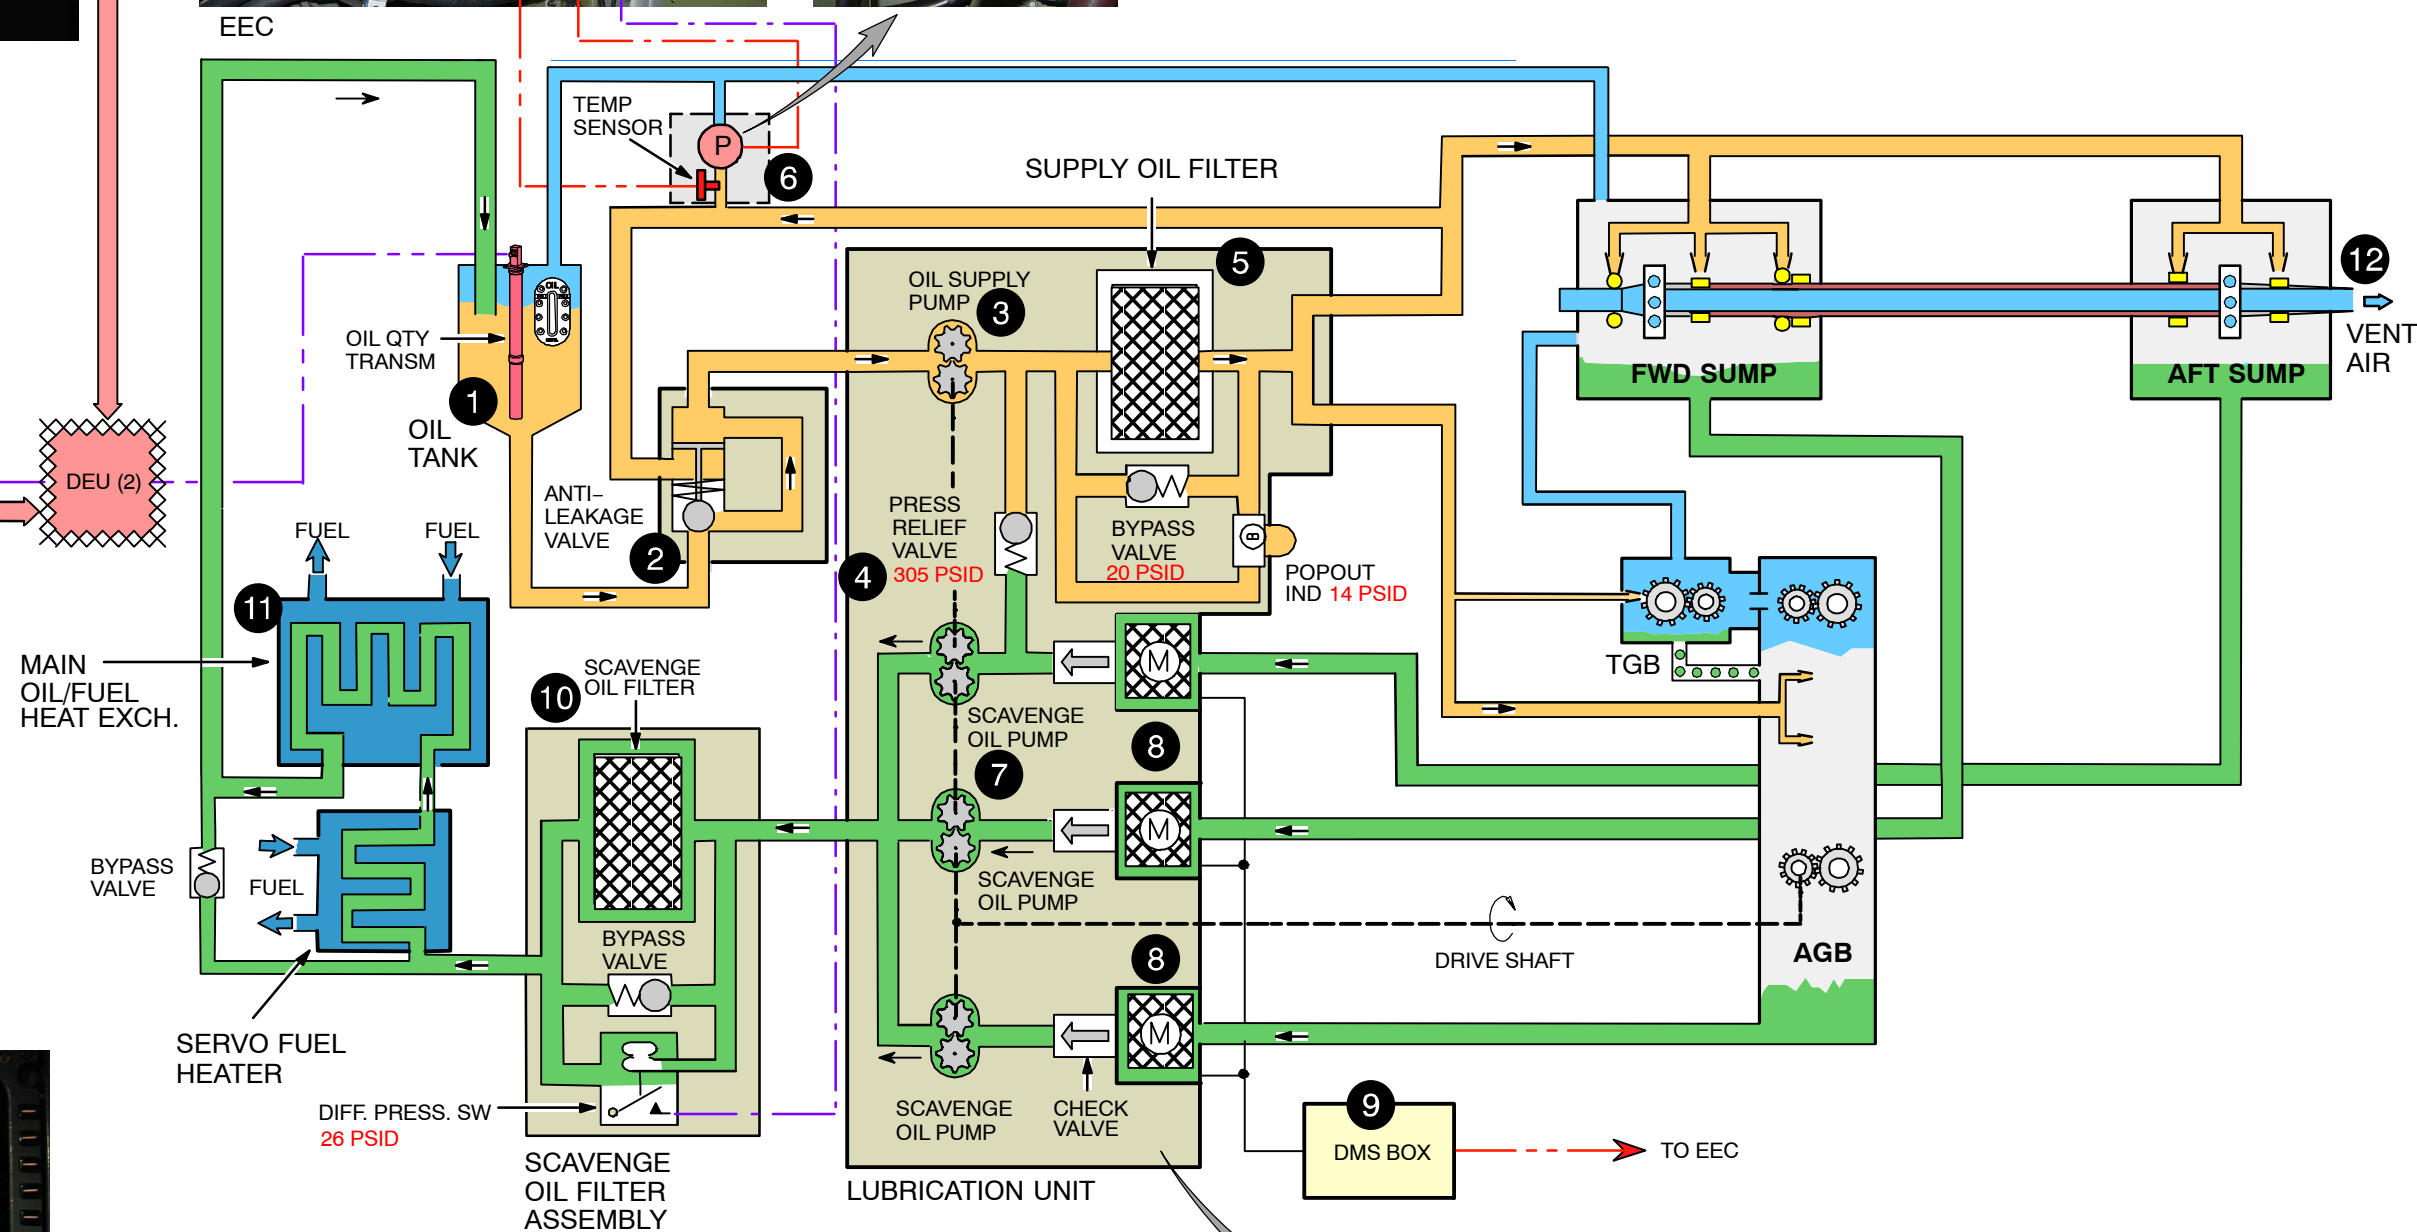 EEC
TEMP
SENSOR
P
6
SUPPLY OIL FILTER
12
VENT
AIR
OIL SUPPLY
PUMP
3
5
OIL QTY
TRANSM
OIL
1
OIL
TANK
FWD SUMP
AFT SUMP
DEU (2)
ANTI–
LEAKAGE
VALVE
2
PRESS
RELIEF
VALVE
305 PSID
4
BYPASS
VALVE
20 PSID
POPOUT
IND 14 PSID
FUEL
FUEL
11
MAIN
OIL/FUEL
HEAT EXCH.
TGB
SCAVENGE
OIL FILTER
10
M
SCAVENGE
OIL PUMP
7
8
M
SCAVENGE
OIL PUMP
BYPASS
VALVE
FUEL
BYPASS
VALVE
8
DRIVE SHAFT
AGB
M
SERVO FUEL
HEATER
DIFF. PRESS. SW
26 PSID
SCAVENGE
OIL PUMP
CHECK
VALVE
9
DMS BOX
TO EEC
SCAVENGE
OIL FILTER
ASSEMBLY
LUBRICATION UNIT